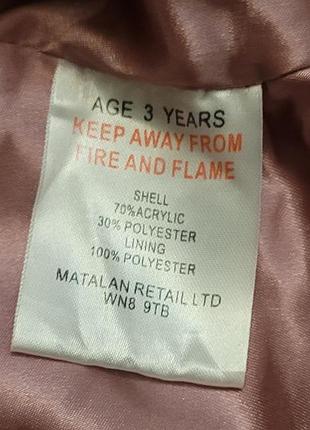 AGE 3 YEARS
KEEP AWAY FROM
FIRE AND FLAME
SHELL
70%ACRYLIC
30% POLYESTER
LINING
100% POLYESTER
MATALAN RETAIL LTD
WN8 9TB